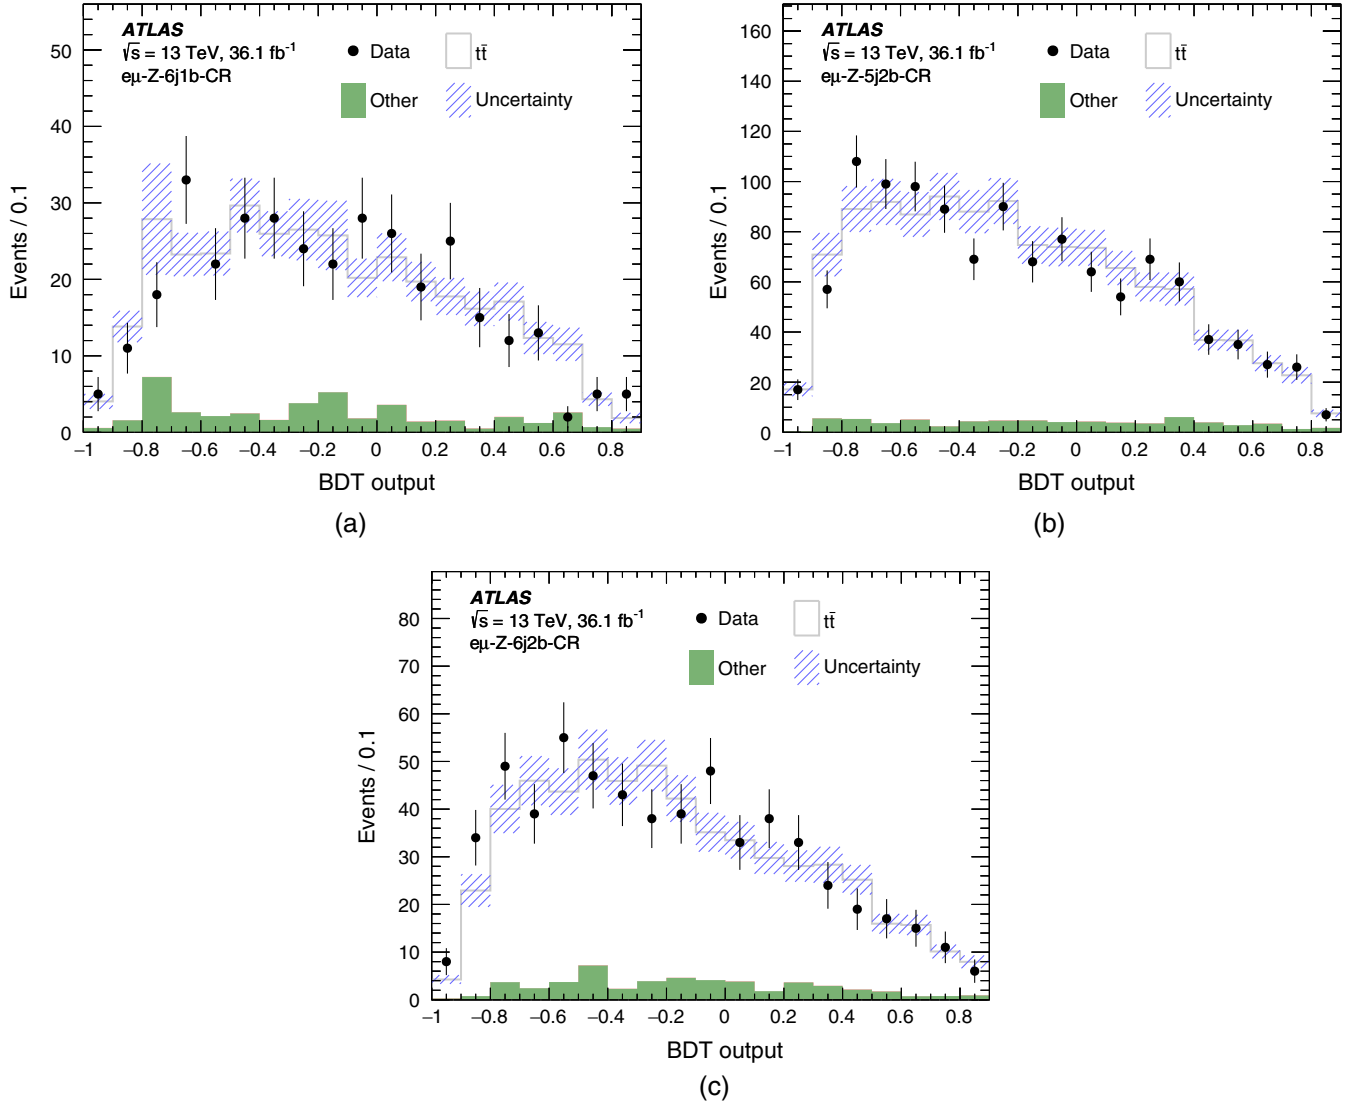 ATLAS
√s = 13 TeV, 36.1 fb⁻¹
eμ-Z-6j1b-CR
Data
tt̄
Other
Uncertainty
Events / 0.1
50
40
30
20
10
0
−1 −0.8 −0.6 −0.4 −0.2 0 0.2 0.4 0.6 0.8
BDT output
(a)
ATLAS
√s = 13 TeV, 36.1 fb⁻¹
eμ-Z-5j2b-CR
Data
tt̄
Other
Uncertainty
Events / 0.1
160
140
120
100
80
60
40
20
0
−1 −0.8 −0.6 −0.4 −0.2 0 0.2 0.4 0.6 0.8
BDT output
(b)
ATLAS
√s = 13 TeV, 36.1 fb⁻¹
eμ-Z-6j2b-CR
Data
tt̄
Other
Uncertainty
Events / 0.1
80
70
60
50
40
30
20
10
0
−1 −0.8 −0.6 −0.4 −0.2 0 0.2 0.4 0.6 0.8
BDT output
(c)